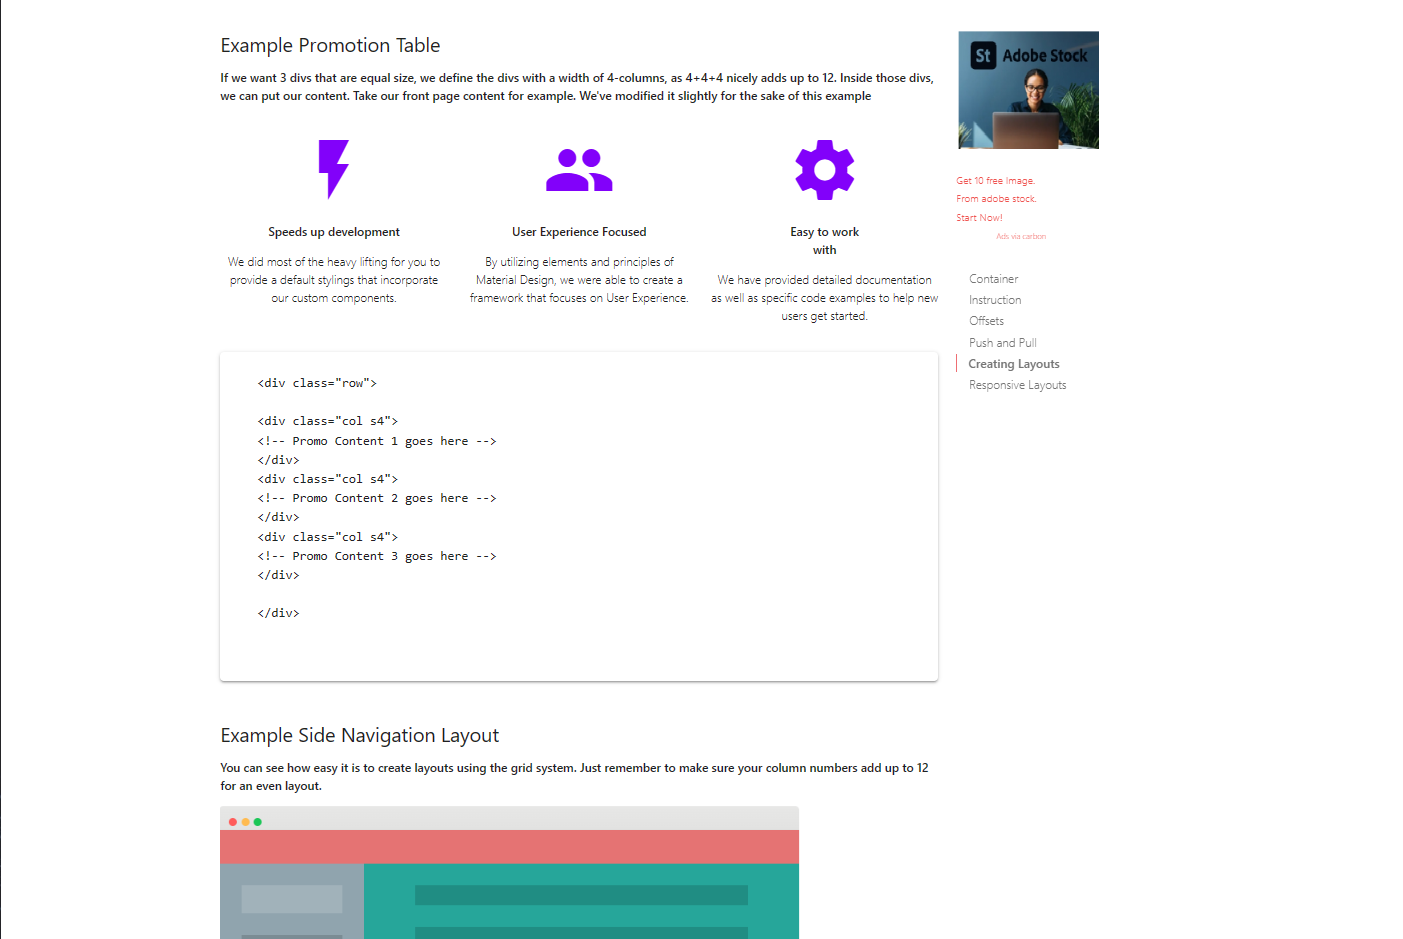 Example Promotion Table
If we want 3 divs that are equal size, we define the divs with a width of 4-columns, as 4+4+4 nicely adds up to 12. Inside those divs,
we can put our content. Take our front page content for example. We've modified it slightly for the sake of this example
Speeds up development
We did most of the heavy lifting for you to
provide a default stylings that incorporate
our custom components.
User Experience Focused
By utilizing elements and principles of
Material Design, we were able to create a
framework that focuses on User Experience.
Easy to work
with
We have provided detailed documentation
as well as specific code examples to help new
users get started.
<div class="row">
<div class="col s4">
<!-- Promo Content 1 goes here -->
</div>
<div class="col s4">
<!-- Promo Content 2 goes here -->
</div>
<div class="col s4">
<!-- Promo Content 3 goes here -->
</div>
</div>
Example Side Navigation Layout
You can see how easy it is to create layouts using the grid system. Just remember to make sure your column numbers add up to 12
for an even layout.
St Adobe Stock
Get 10 free Image.
From adobe stock.
Start Now!
Ads via carbon
Container
Instruction
Offsets
Push and Pull
Creating Layouts
Responsive Layouts